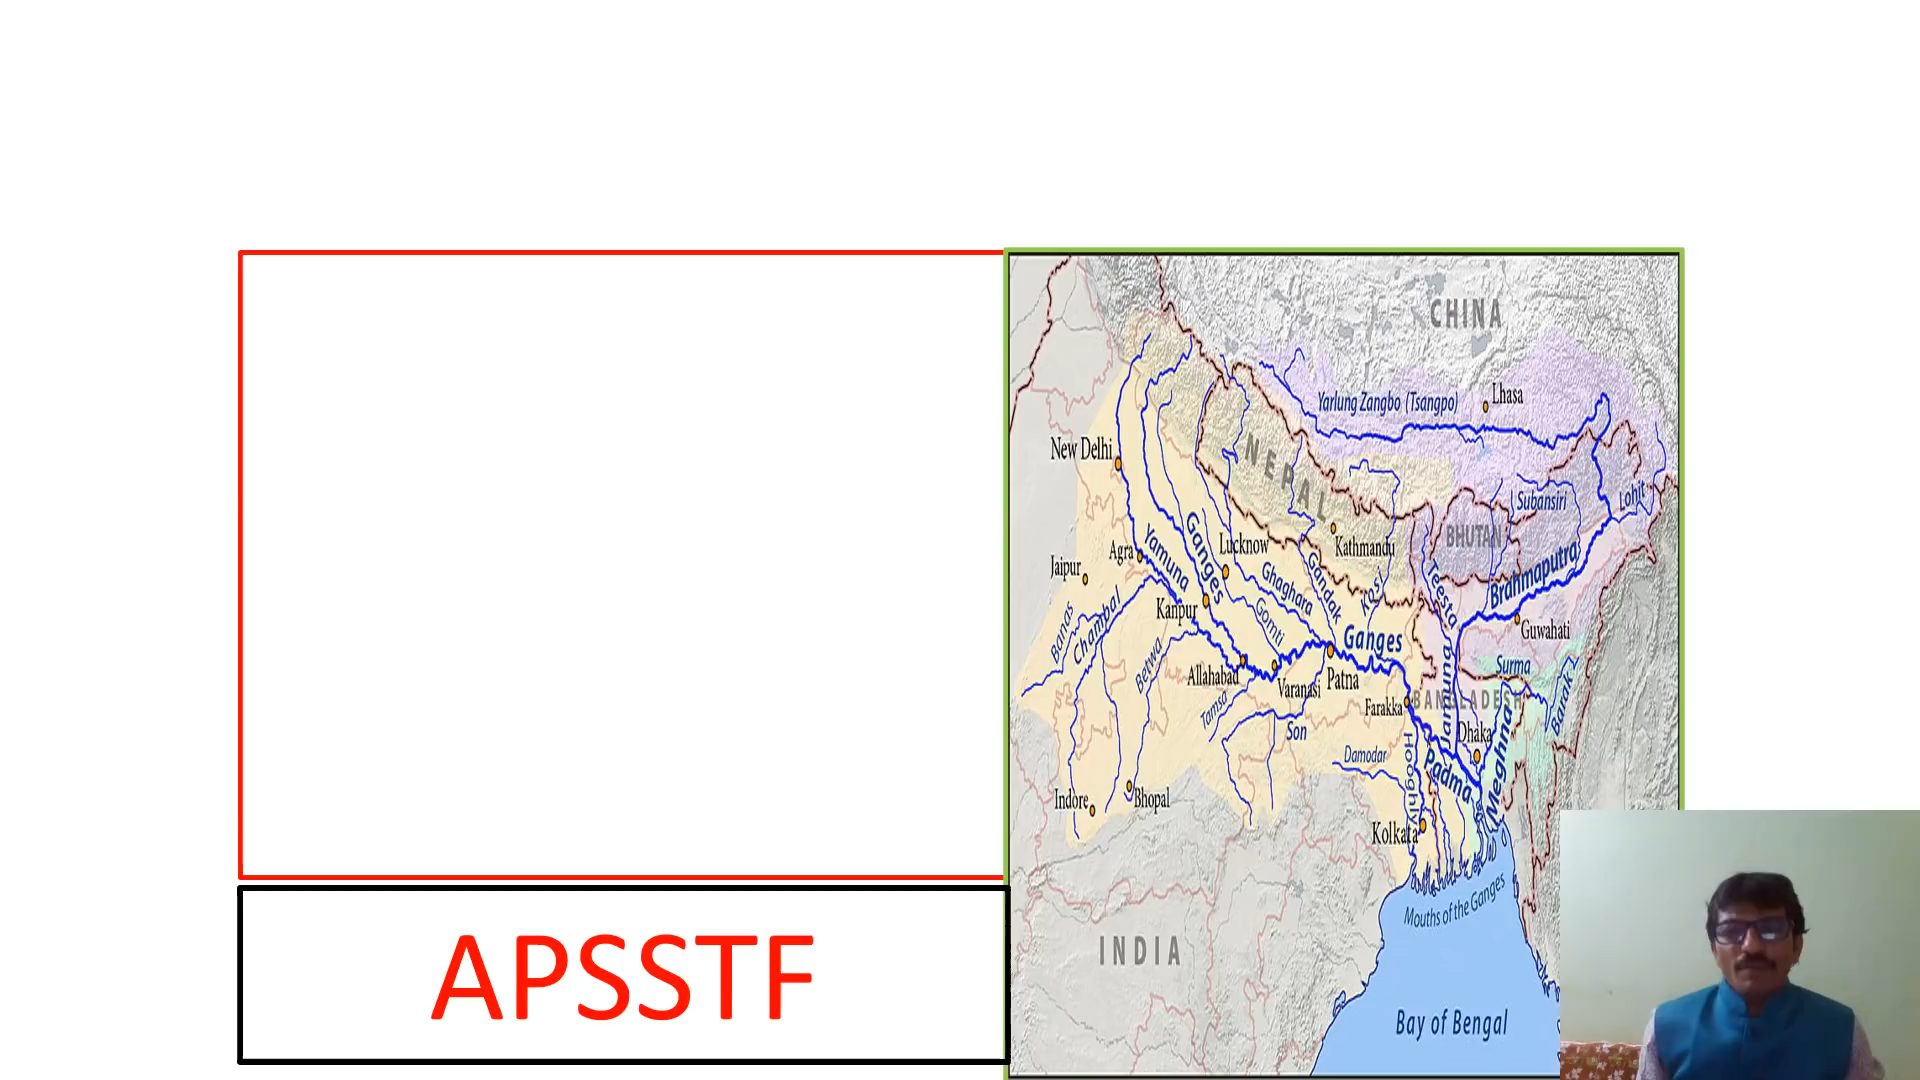 CHINA
Lhasa
Yarlung Zangbo (Tsangpo)
New Delhi
NEPAL
Subansiri
Lohit
BHUTAN
Kathmandu
Lucknow
Agra
Yamuna
Ganges
Jaipur
Ghaghara
Gandak
Kosi
Teesta
Brahmaputra
Banas
Chambal
Kanpur
Gomti
Ganges
Guwahati
Betwa
Allahabad
Varanasi
Patna
Jamuna
Surma
Barak
BANGLADESH
Farakka
Tamsa
Son
Dhaka
Meghna
Damodar
Hooghly
Padma
Indore
Bhopal
Kolkata
Mouths of the Ganges
INDIA
Bay of Bengal
APSSTF